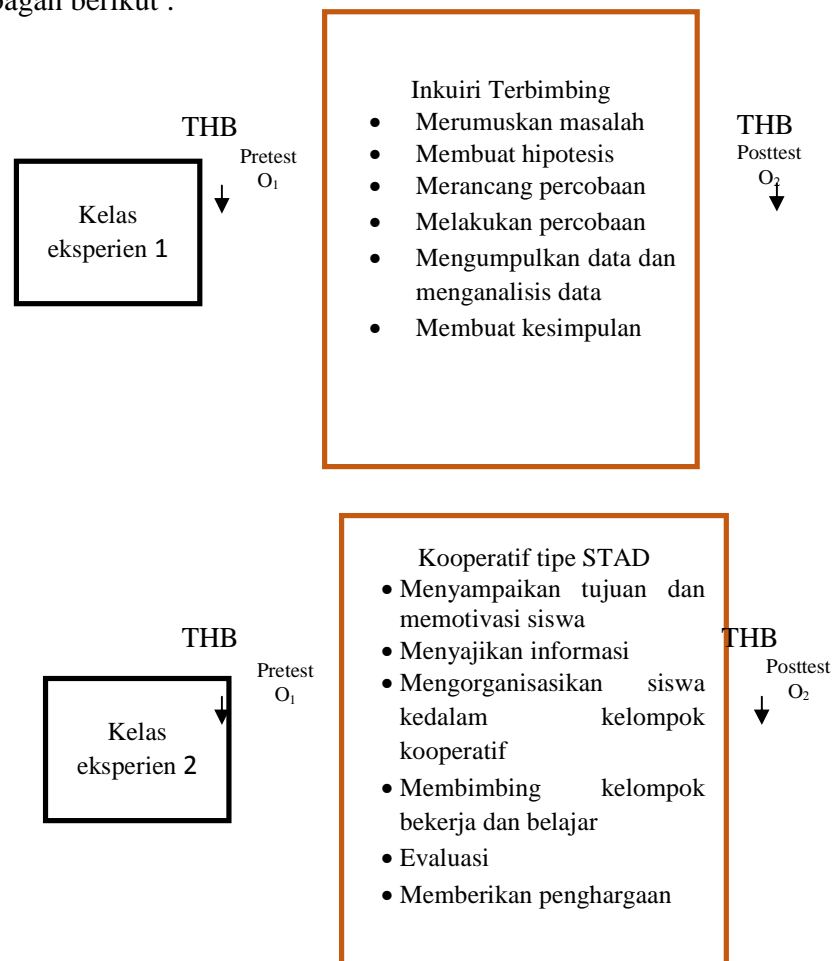 bagan berikut :
Inkuiri Terbimbing
THB
• Merumuskan masalah
THB
Pretest
• Membuat hipotesis
Posttest
O₁
• Merancang percobaan
O₂
Kelas
eksperien 1
• Melakukan percobaan
• Mengumpulkan data dan
menganalisis data
• Membuat kesimpulan
Kooperatif tipe STAD
• Menyampaikan tujuan dan
memotivasi siswa
THB
• Menyajikan informasi
THB
Pretest
O₁
• Mengorganisasikan siswa
kedalam kelompok
kooperatif
Posttest
O₂
Kelas
eksperien 2
• Membimbing kelompok
bekerja dan belajar
• Evaluasi
• Memberikan penghargaan